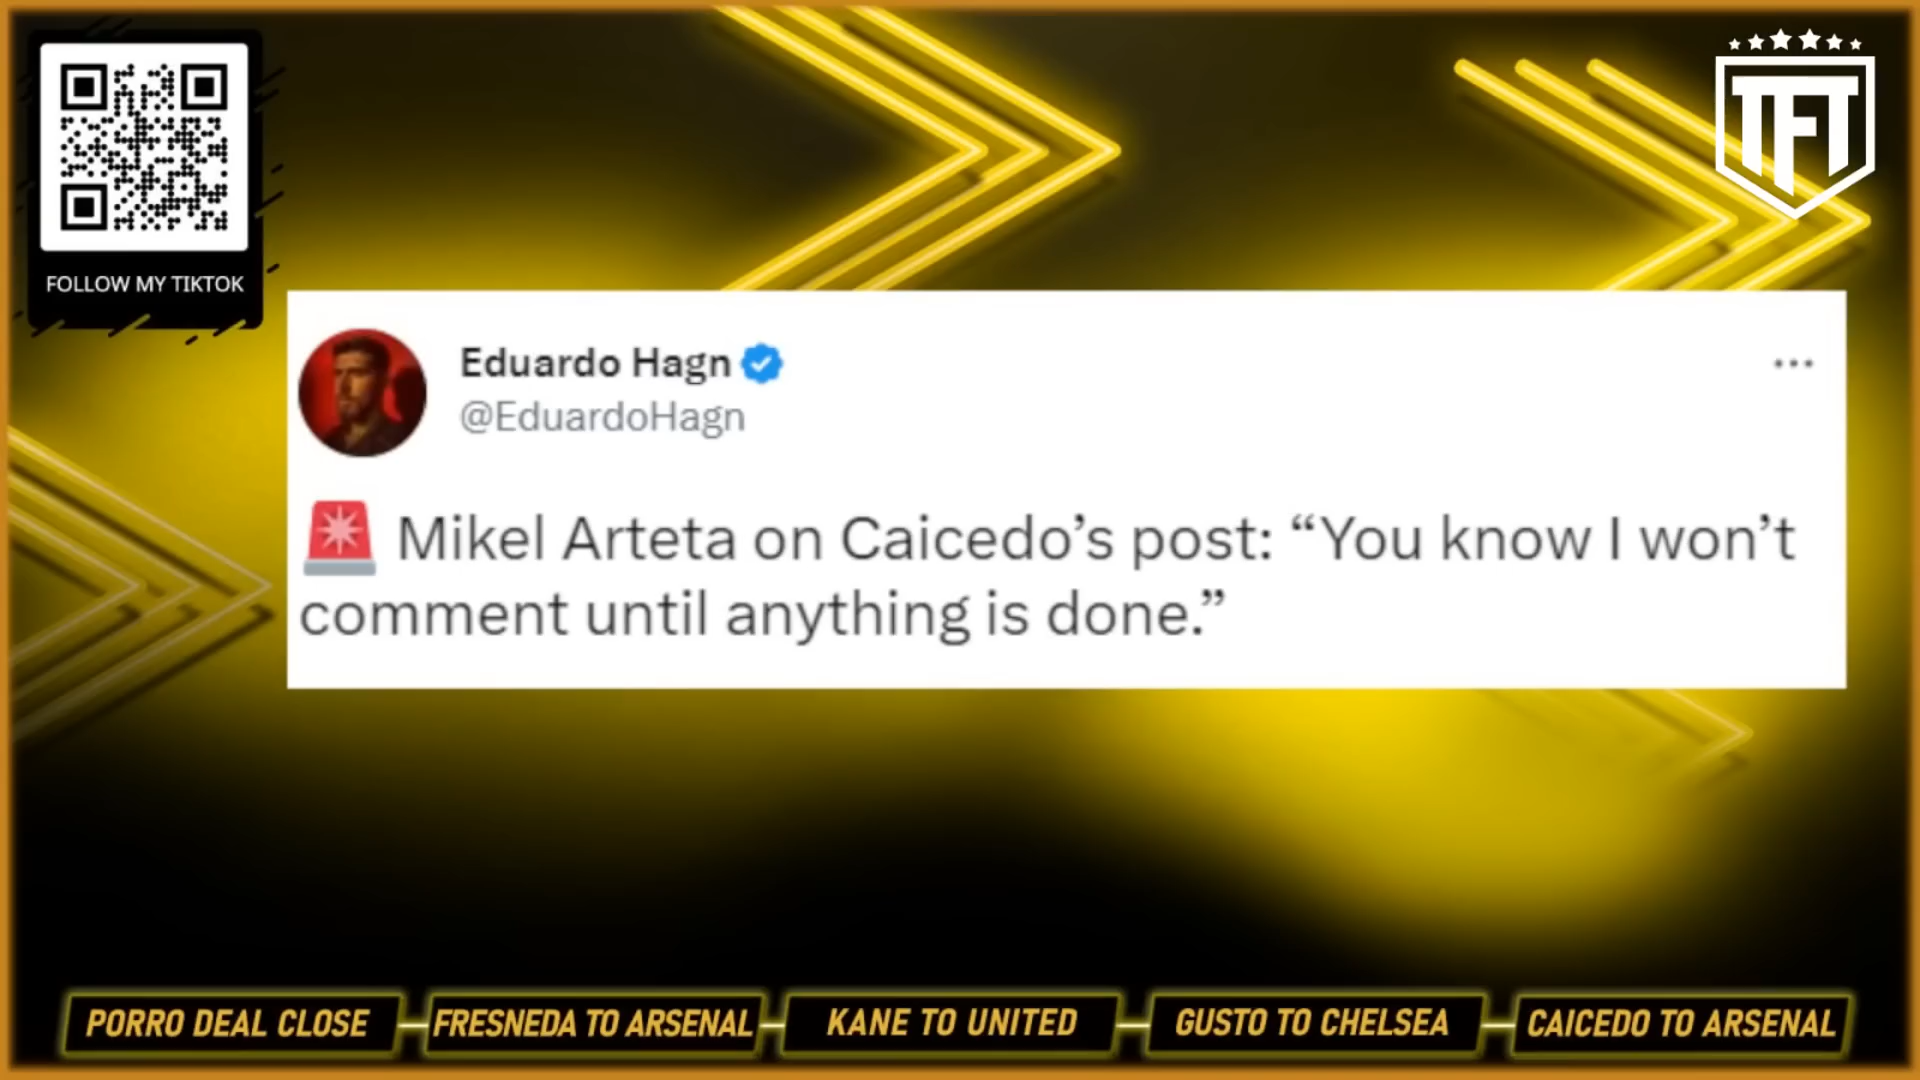 FOLLOW MY TIKTOK
TFT
Eduardo Hagn
@EduardoHagn
🚨 Mikel Arteta on Caicedo’s post: “You know I won’t
comment until anything is done.”
PORRO DEAL CLOSE
FRESNEDA TO ARSENAL
KANE TO UNITED
GUSTO TO CHELSEA
CAICEDO TO ARSENAL